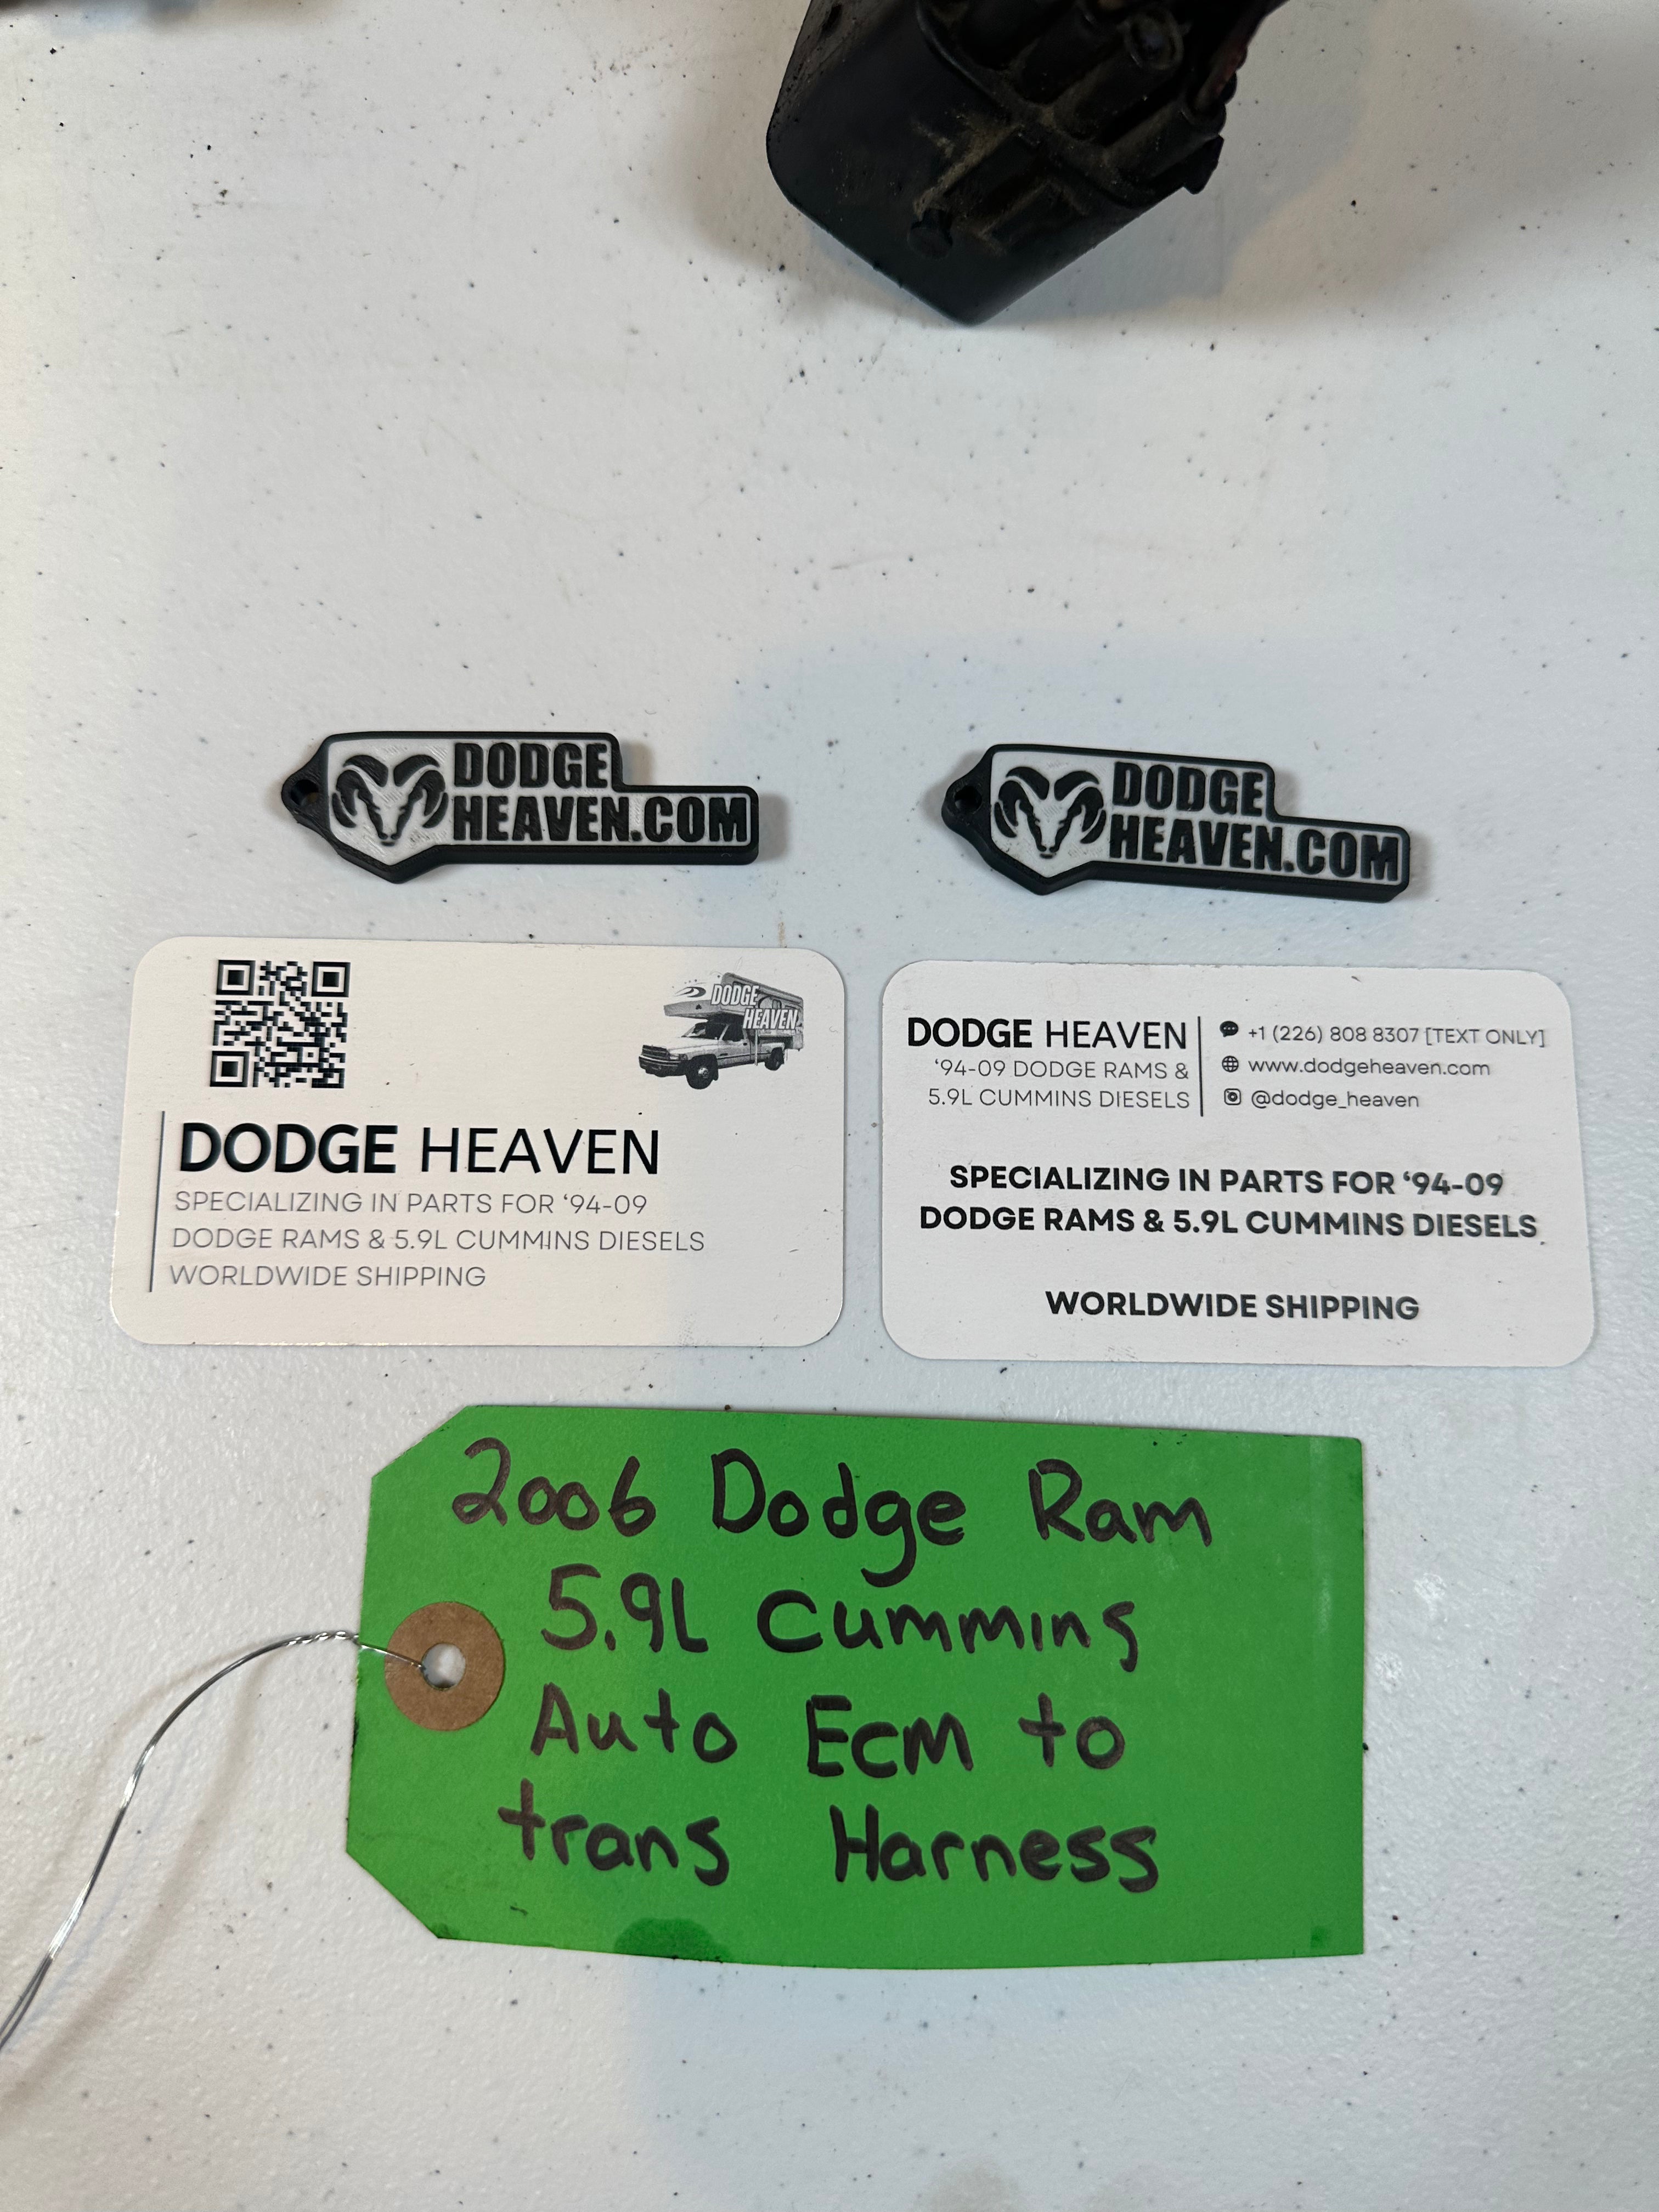 DODGE
HEAVEN.COM
DODGE
HEAVEN.COM
DODGE
HEAVEN
DODGE HEAVEN
SPECIALIZING IN PARTS FOR ‘94-09
DODGE RAMS & 5.9L CUMMINS DIESELS
WORLDWIDE SHIPPING
DODGE HEAVEN
‘94-09 DODGE RAMS &
5.9L CUMMINS DIESELS
+1 (226) 808 8307 [TEXT ONLY]
www.dodgeheaven.com
@dodge_heaven
SPECIALIZING IN PARTS FOR ‘94-09
DODGE RAMS & 5.9L CUMMINS DIESELS
WORLDWIDE SHIPPING
2006 Dodge Ram
5.9L Cummins
Auto Ecm to
trans Harness